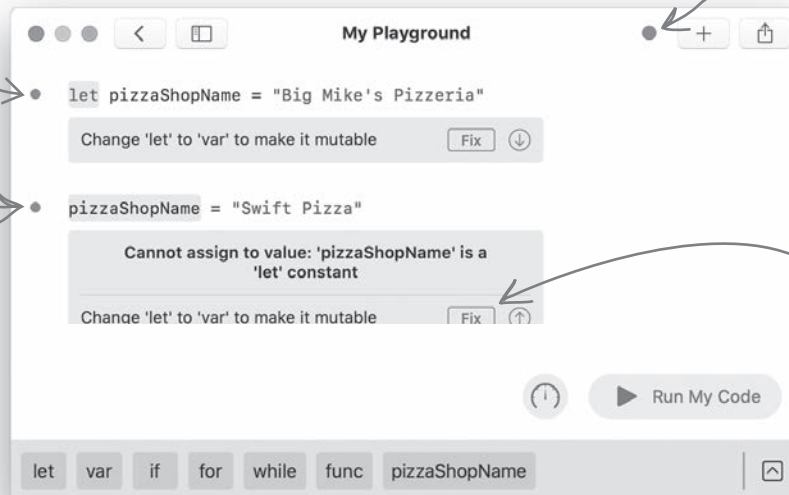 My Playground
let pizzaShopName = "Big Mike's Pizzeria"
Change 'let' to 'var' to make it mutable Fix
pizzaShopName = "Swift Pizza"
Cannot assign to value: 'pizzaShopName' is a
'let' constant
Change 'let' to 'var' to make it mutable Fix
Run My Code
let var if for while func pizzaShopName